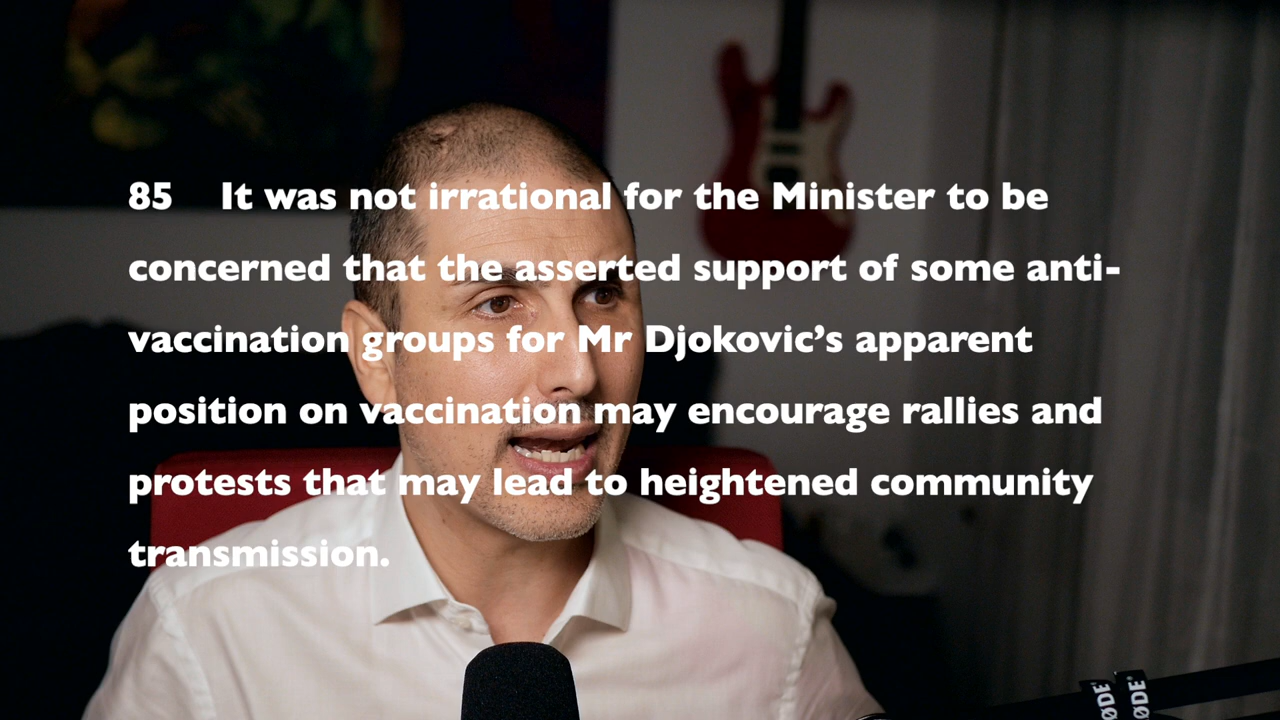 85 It was not irrational for the Minister to be
concerned that the asserted support of some anti-
vaccination groups for Mr Djokovic’s apparent
position on vaccination may encourage rallies and
protests that may lead to heightened community
transmission.
RØDE
RØDE